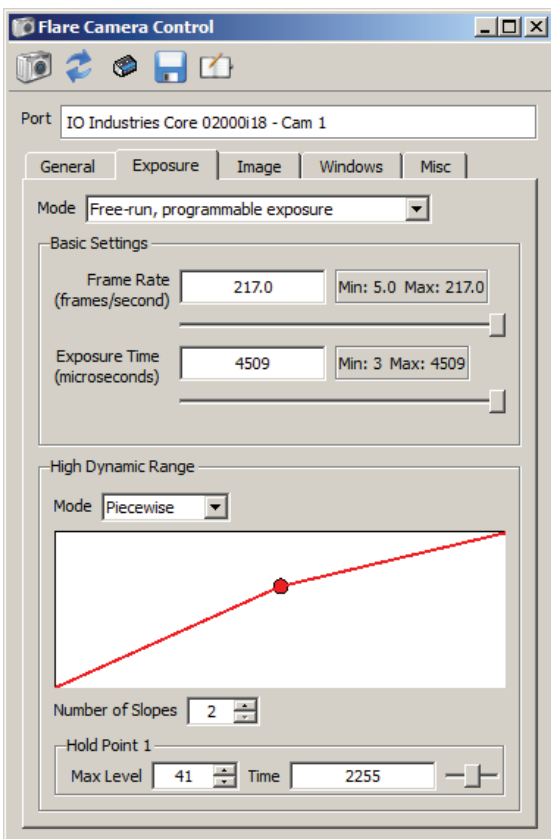 Flare Camera Control
Port IO Industries Core 02000i18 - Cam 1
General Exposure Image Windows Misc
Mode Free-run, programmable exposure
Basic Settings
Frame Rate
(frames/second)
217.0
Min: 5.0 Max: 217.0
Exposure Time
(microseconds)
4509
Min: 3 Max: 4509
High Dynamic Range
Mode Piecewise
Number of Slopes 2
Hold Point 1
Max Level 41 Time 2255